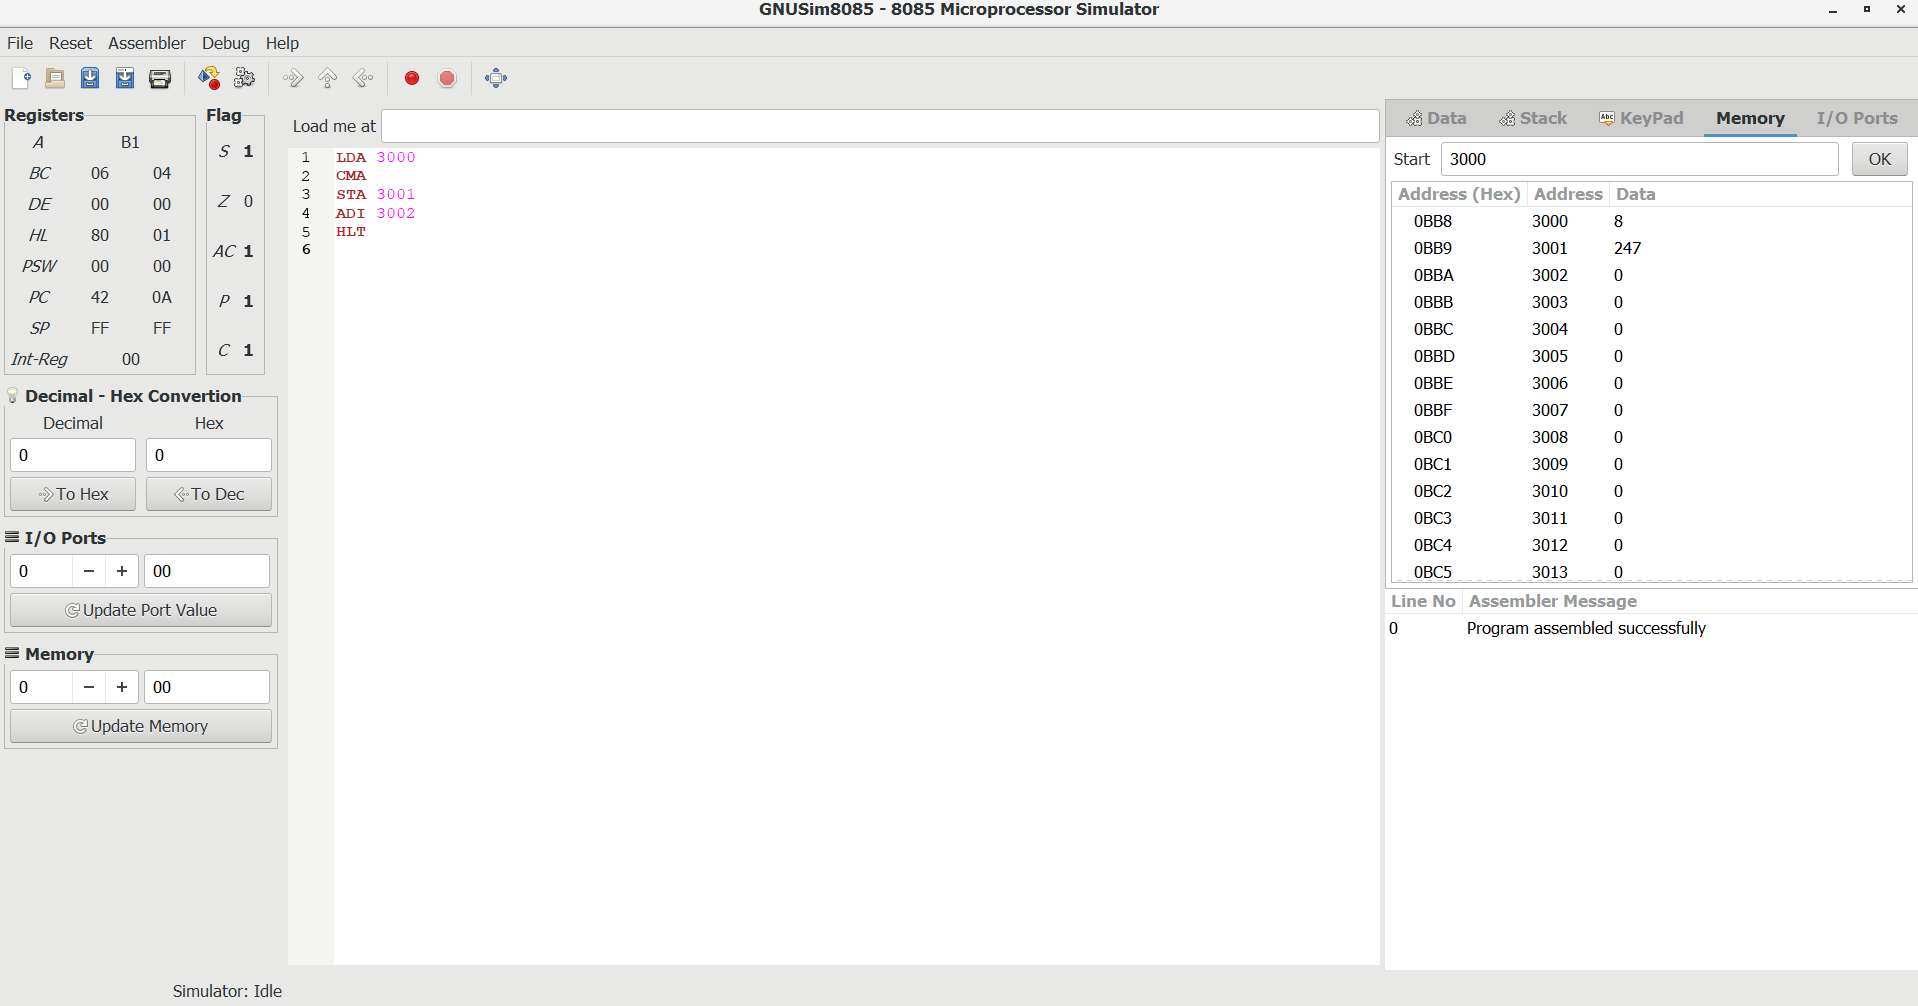 GNUSim8085 - 8085 Microprocessor Simulator
File Reset Assembler Debug Help
Registers
A B1
BC 06 04
DE 00 00
HL 80 01
PSW 00 00
PC 42 0A
SP FF FF
Int-Reg 00
Flag
S 1
Z 0
AC 1
P 1
C 1
Decimal - Hex Convertion
Decimal Hex
0 0
To Hex To Dec
I/O Ports
0 − + 00
Update Port Value
Memory
0 − + 00
Update Memory
Load me at
1 LDA 3000
2 CMA
3 STA 3001
4 ADI 3002
5 HLT
6
Data Stack Abc KeyPad Memory I/O Ports
Start 3000 OK
Address (Hex) Address Data
0BB8 3000 8
0BB9 3001 247
0BBA 3002 0
0BBB 3003 0
0BBC 3004 0
0BBD 3005 0
0BBE 3006 0
0BBF 3007 0
0BC0 3008 0
0BC1 3009 0
0BC2 3010 0
0BC3 3011 0
0BC4 3012 0
0BC5 3013 0
Line No Assembler Message
0 Program assembled successfully
Simulator: Idle